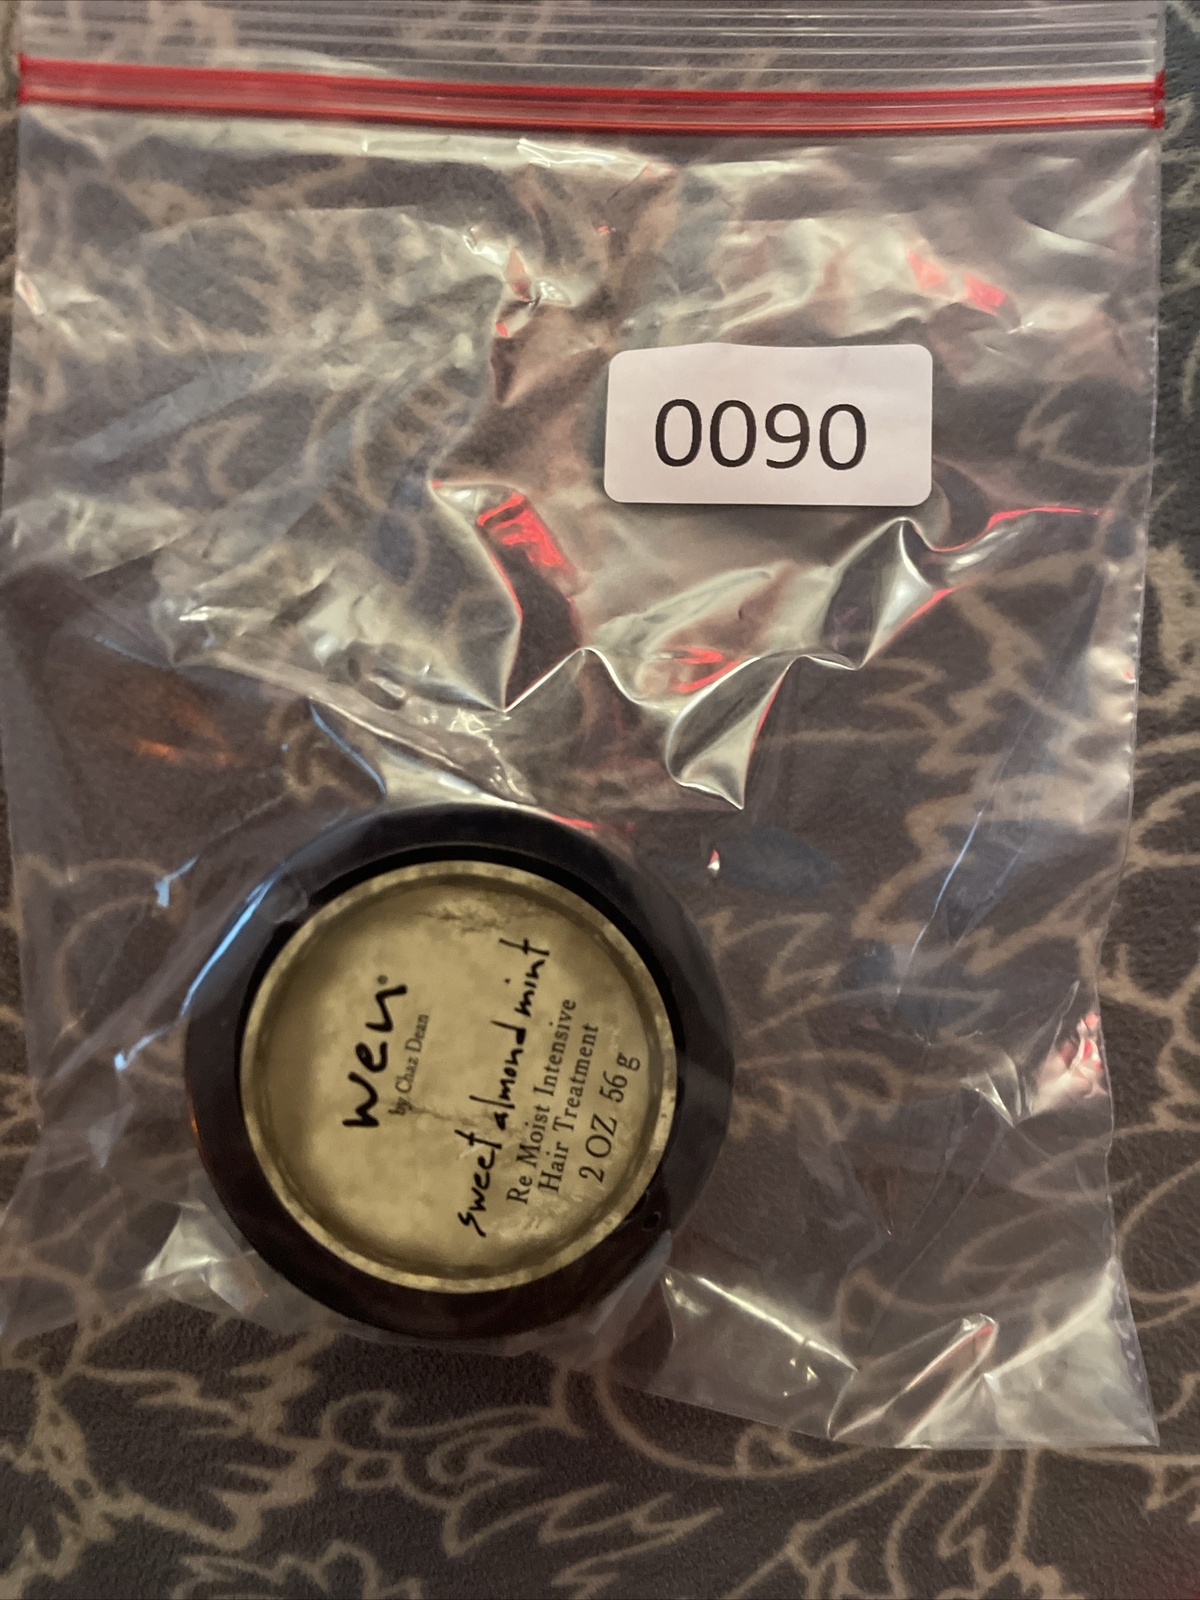 0090
wen®
by Chaz Dean
sweet almond mint
Re Moist Intensive
Hair Treatment
2 OZ 56 g